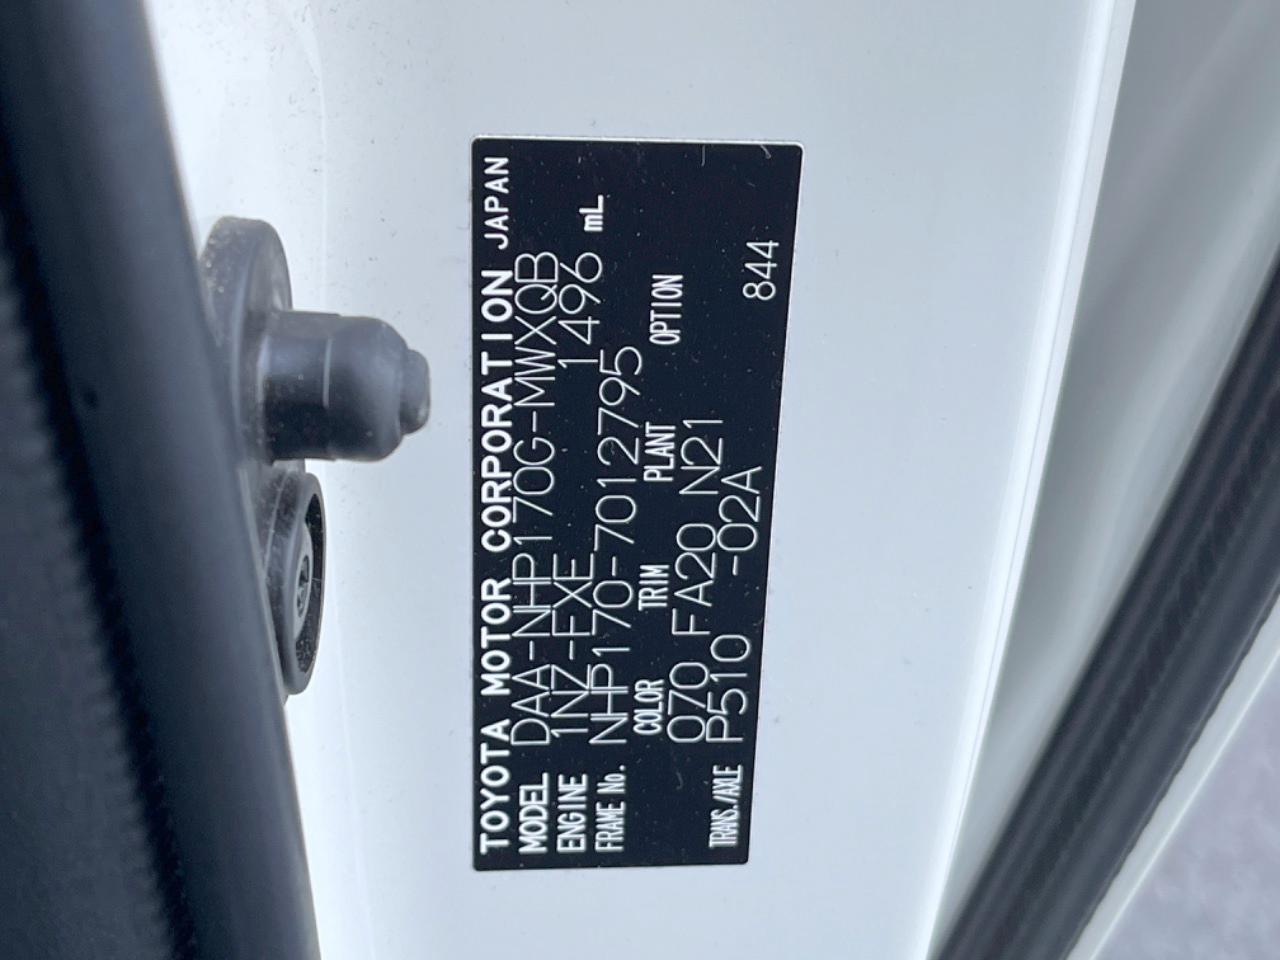 TOYOTA MOTOR CORPORATION JAPAN
MODEL DAA-NHP170G-MWXQB
ENGINE 1NZ-FXE 1496 mL
FRAME No. NHP170-7012795
COLOR TRIM PLANT OPTION
070 FA20 N21
TRANS./AXLE P510 -02A 844